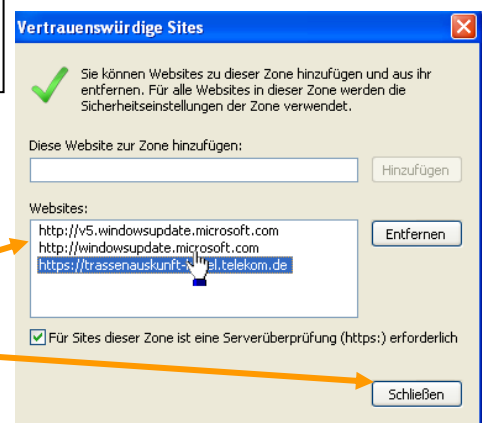 Vertrauenswürdige Sites
Sie können Websites zu dieser Zone hinzufügen und aus ihr
entfernen. Für alle Websites in dieser Zone werden die
Sicherheitseinstellungen der Zone verwendet.
Diese Website zur Zone hinzufügen:
Hinzufügen
Websites:
http://v5.windowsupdate.microsoft.com
http://windowsupdate.microsoft.com
Entfernen
Für Sites dieser Zone ist eine Serverüberprüfung (https:) erforderlich
Schließen